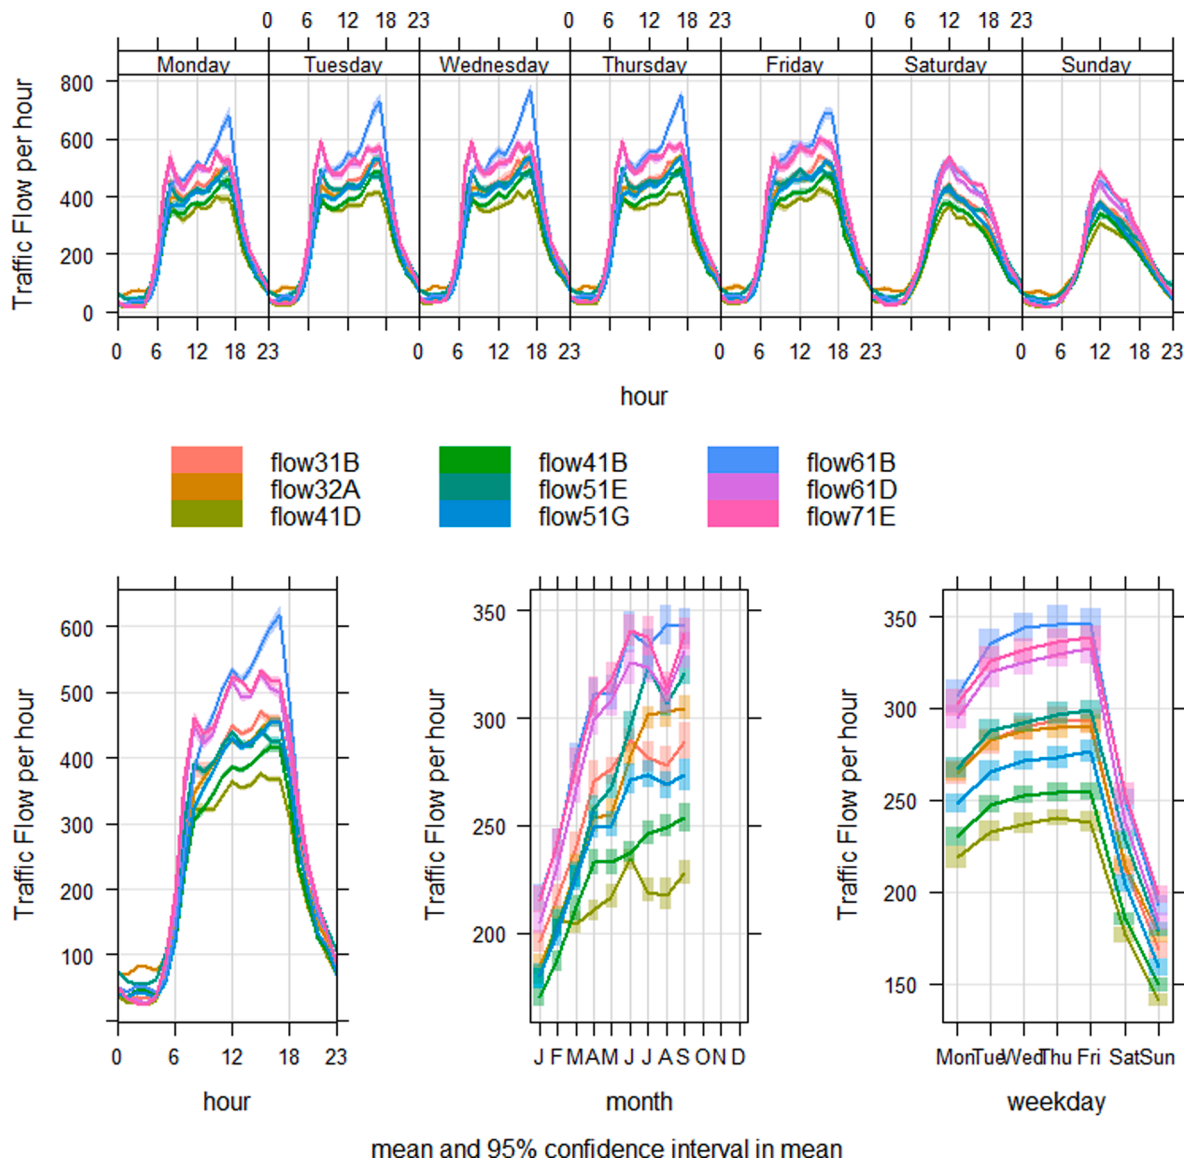 0 6 12 18 23 0 6 12 18 23 0 6 12 18 23
Monday Tuesday Wednesday Thursday Friday Saturday Sunday
Traffic Flow per hour
800
600
400
200
0
0 6 12 18 23 0 6 12 18 23 0 6 12 18 23 0 6 12 18 23
hour
flow31B flow41B flow61B
flow32A flow51E flow61D
flow41D flow51G flow71E
Traffic Flow per hour
600
500
400
300
200
100
0 6 12 18 23
hour
Traffic Flow per hour
350
300
250
200
J F M A M J J A S O N D
month
Traffic Flow per hour
350
300
250
200
150
Mon Tue Wed Thu Fri Sat Sun
weekday
mean and 95% confidence interval in mean